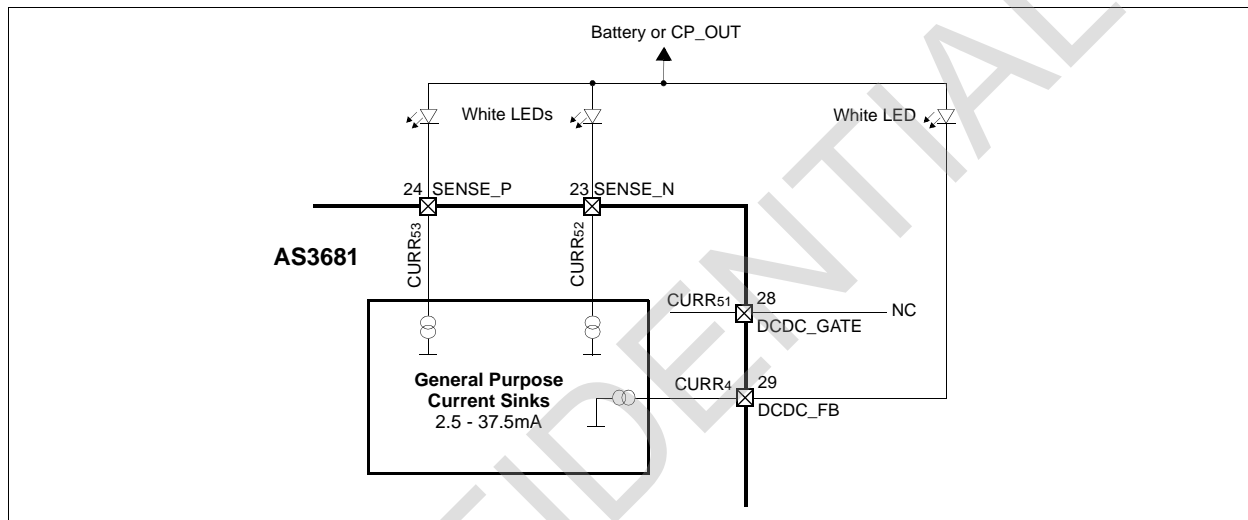 Battery or CP_OUT
White LEDs
White LED
24 SENSE_P
23 SENSE_N
AS3681
CURR53
CURR52
CURR51
28
NC
DCDC_GATE
General Purpose
Current Sinks
2.5 - 37.5mA
CURR4
29
DCDC_FB
FIDENTIAL